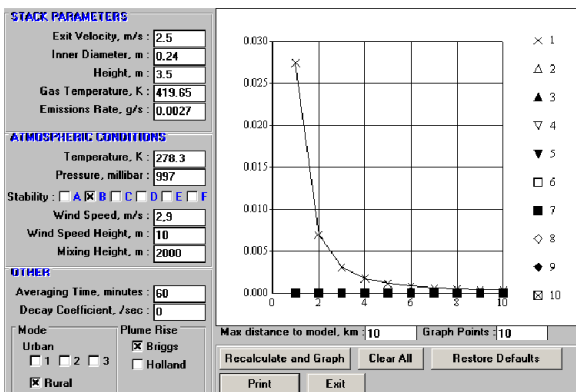 STACK PARAMETERS
Exit Velocity, m/s : 2.5
Inner Diameter, m : 0.24
Height, m : 3.5
Gas Temperature, K : 419.65
Emissions Rate, g/s : 0.0027
ATMOSPHERIC CONDITIONS
Temperature, K : 278.3
Pressure, millibar : 997
Stability : A B C D E F
Wind Speed, m/s : 2.9
Wind Speed Height, m : 10
Mixing Height, m : 2000
OTHER
Averaging Time, minutes : 60
Decay Coefficient, /sec : 0
Mode
Urban
1 2 3
Rural
Plume Rise
Briggs
Holland
0.030
0.025
0.020
0.015
0.010
0.005
0.000
0 2 4 6 8 10
1
2
3
4
5
6
7
8
9
10
Max distance to model, km : 10 Graph Points : 10
Recalculate and Graph Clear All Restore Defaults
Print Exit